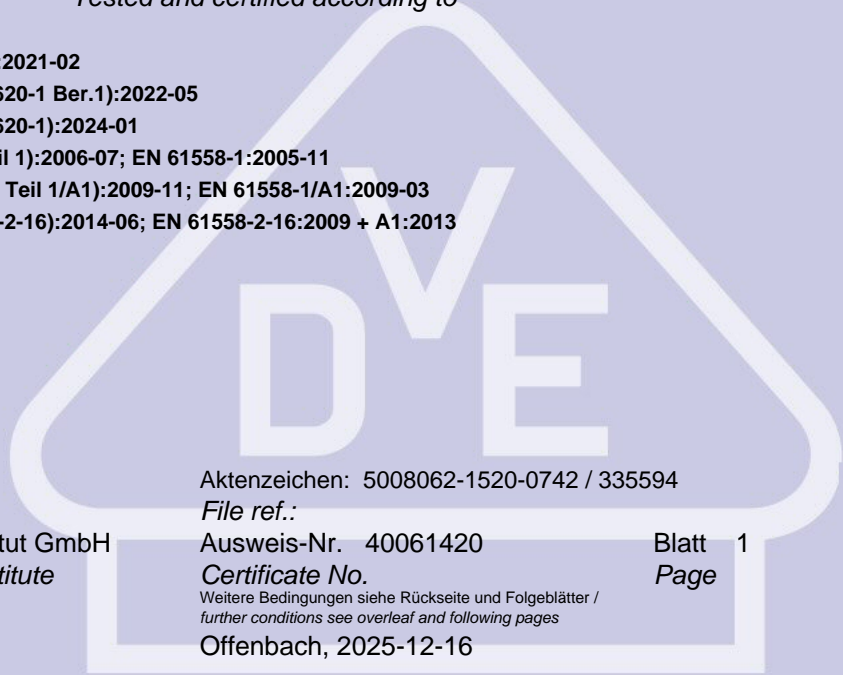 Tested and certified according to
:2021-02
620-1 Ber.1):2022-05
620-1):2024-01
il 1):2006-07; EN 61558-1:2005-11
Teil 1/A1):2009-11; EN 61558-1/A1:2009-03
-2-16):2014-06; EN 61558-2-16:2009 + A1:2013
VDE
Aktenzeichen: 5008062-1520-0742 / 335594
File ref.:
tut GmbH Ausweis-Nr. 40061420 Blatt 1
titute Certificate No. Page
Weitere Bedingungen siehe Rückseite und Folgeblätter /
further conditions see overleaf and following pages
Offenbach, 2025-12-16